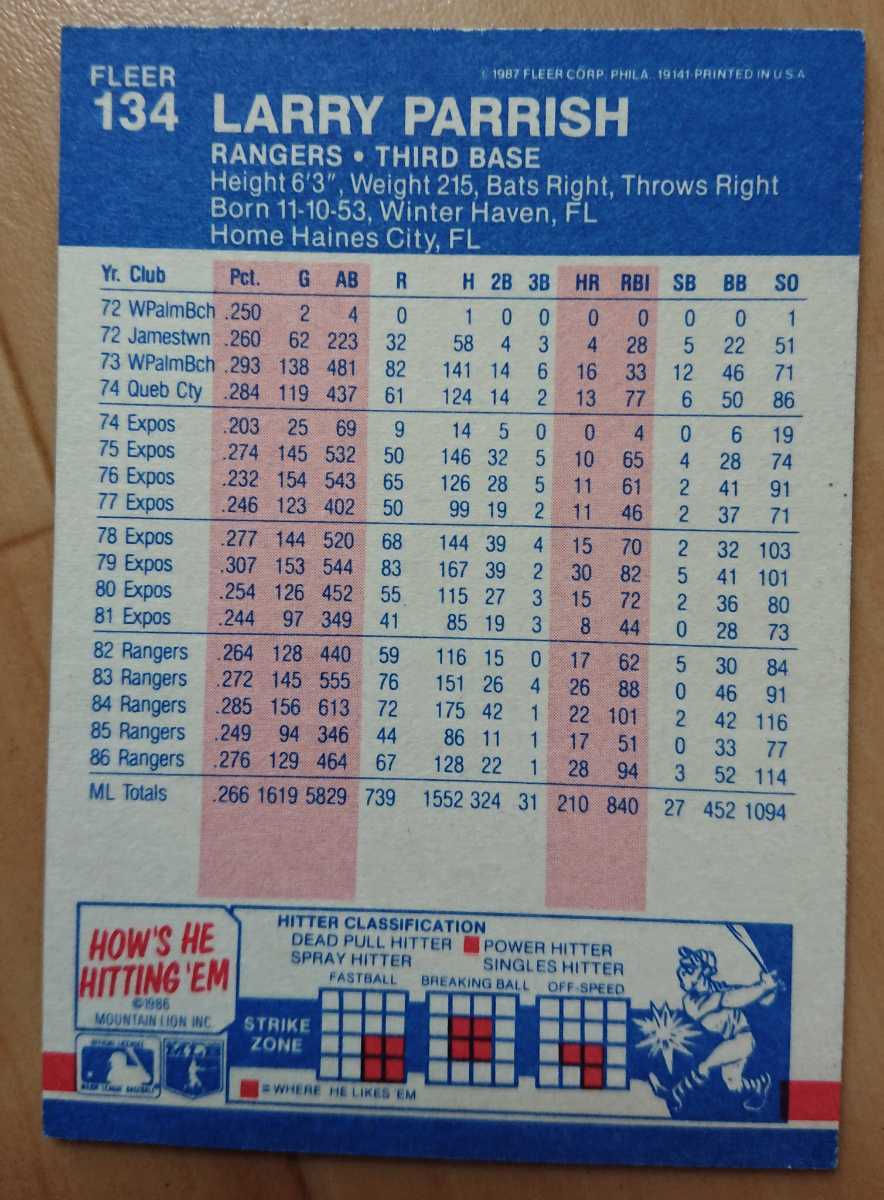 FLEER
134
© 1987 FLEER CORP. PHILA. 19141 PRINTED IN U.S.A
LARRY PARRISH
RANGERS • THIRD BASE
Height 6'3", Weight 215, Bats Right, Throws Right
Born 11-10-53, Winter Haven, FL
Home Haines City, FL
Yr. Club Pct. G AB R H 2B 3B HR RBI SB BB SO
72 WPalmBch .250 2 4 0 1 0 0 0 0 0 0 1
72 Jamestwn .260 62 223 32 58 4 3 4 28 5 22 51
73 WPalmBch .293 138 481 82 141 14 6 16 33 12 46 71
74 Queb Cty .284 119 437 61 124 14 2 13 77 6 50 86
74 Expos .203 25 69 9 14 5 0 0 4 0 6 19
75 Expos .274 145 532 50 146 32 5 10 65 4 28 74
76 Expos .232 154 543 65 126 28 5 11 61 2 41 91
77 Expos .246 123 402 50 99 19 2 11 46 2 37 71
78 Expos .277 144 520 68 144 39 4 15 70 2 32 103
79 Expos .307 153 544 83 167 39 2 30 82 5 41 101
80 Expos .254 126 452 55 115 27 3 15 72 2 36 80
81 Expos .244 97 349 41 85 19 3 8 44 0 28 73
82 Rangers .264 128 440 59 116 15 0 17 62 5 30 84
83 Rangers .272 145 555 76 151 26 4 26 88 0 46 91
84 Rangers .285 156 613 72 175 42 1 22 101 2 42 116
85 Rangers .249 94 346 44 86 11 1 17 51 0 33 77
86 Rangers .276 129 464 67 128 22 1 28 94 3 52 114
ML Totals .266 1619 5829 739 1552 324 31 210 840 27 452 1094
HOW'S HE
HITTING 'EM
©1986
MOUNTAIN LION INC.
HITTER CLASSIFICATION
DEAD PULL HITTER POWER HITTER
SPRAY HITTER SINGLES HITTER
FASTBALL BREAKING BALL OFF-SPEED
STRIKE
ZONE
= WHERE HE LIKES 'EM
MAJOR LEAGUE BASEBALL